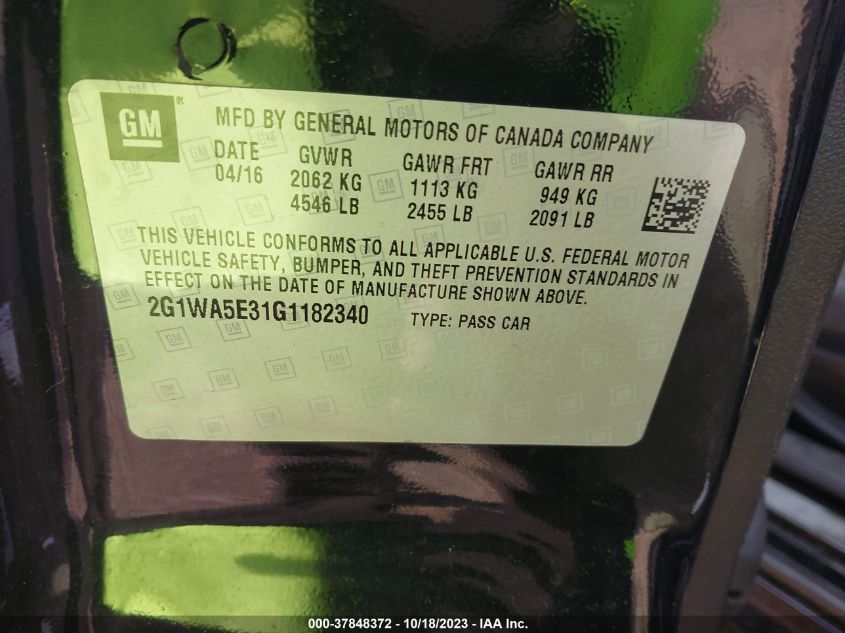 GM®
MFD BY GENERAL MOTORS OF CANADA COMPANY
DATE GVWR GAWR FRT GAWR RR
04/16 2062 KG 1113 KG 949 KG
4546 LB 2455 LB 2091 LB
THIS VEHICLE CONFORMS TO ALL APPLICABLE U.S. FEDERAL MOTOR
VEHICLE SAFETY, BUMPER, AND THEFT PREVENTION STANDARDS IN
EFFECT ON THE DATE OF MANUFACTURE SHOWN ABOVE.
2G1WA5E31G1182340 TYPE: PASS CAR
000-37848372 - 10/18/2023 - IAA Inc.